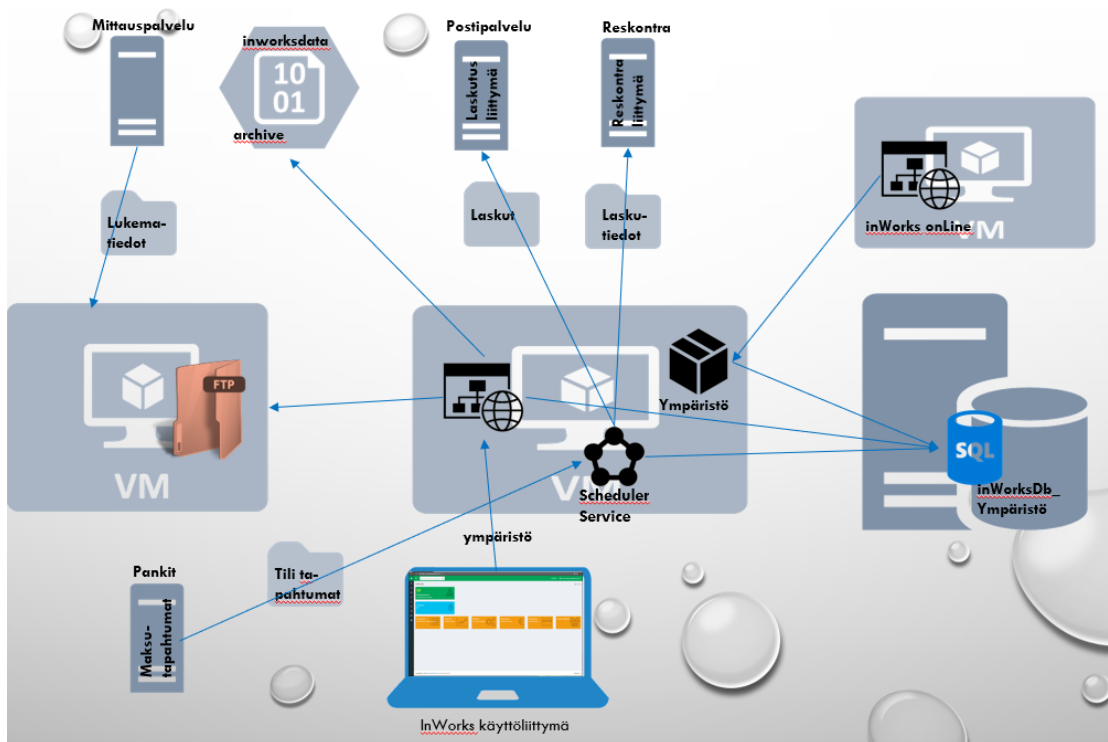 Mittauspalvelu
inworksdata
10
01
archive
Postipalvelu
Laskutus
liittymä
Reskontra
Reskontra
liittymä
Lukema-
tiedot
Laskut
Lasku-
tiedot
inWorks onLine
VM
FTP
VM
Ympäristö
VM
Scheduler
Service
SQL
inWorksDb_
Ympäristö
ympäristö
Pankit
Maksu-
tapahtumat
Tili ta-
pahtumat
InWorks käyttöliittymä